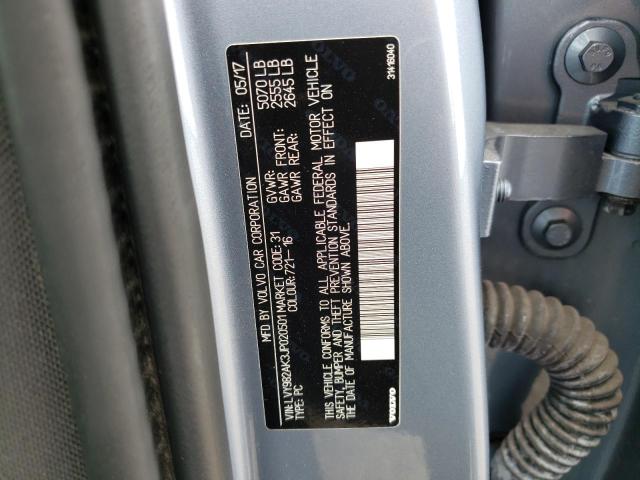 MFD BY VOLVO CAR CORPORATION DATE: 05/17
GVWR: 5070 LB
GAWR FRONT: 2555 LB
GAWR REAR: 2645 LB
VIN:LVY982AK3JP020501 MARKET CODE: 31
TYPE: PC COLOUR:721-16
THIS VEHICLE CONFORMS TO ALL APPLICABLE FEDERAL MOTOR VEHICLE
SAFETY, BUMPER AND THEFT PREVENTION STANDARDS IN EFFECT ON
THE DATE OF MANUFACTURE SHOWN ABOVE.
VOLVO
31416040